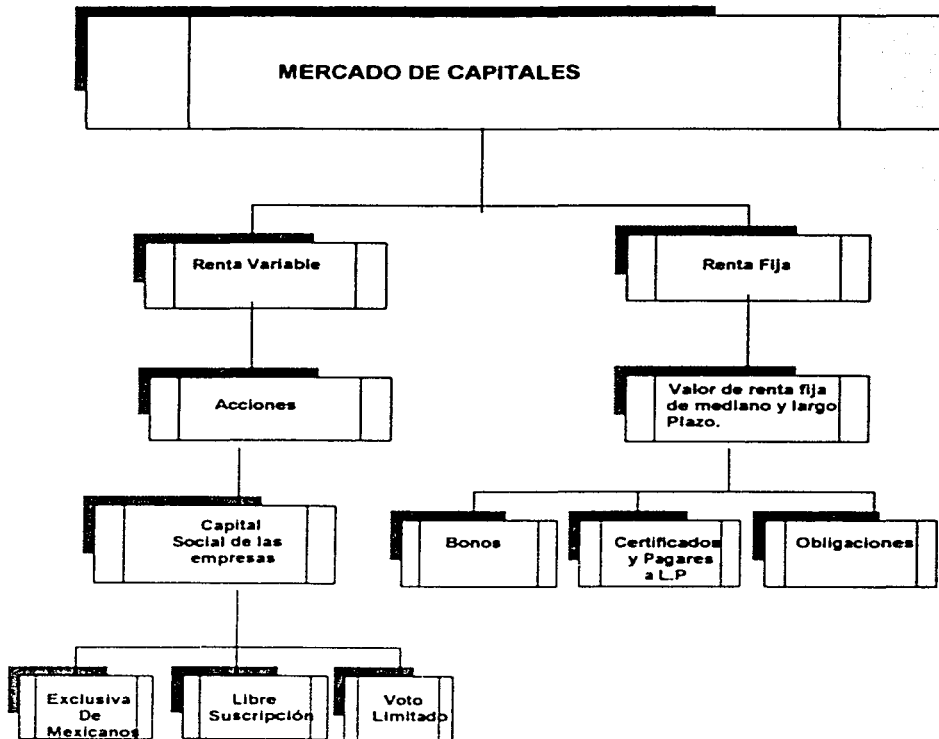 MERCADO DE CAPITALES
Renta Variable
Renta Fija
Acciones
Valor de renta fija
de mediano y largo
Plazo.
Capital
Social de las
empresas
Bonos
Certificados
y Pagares
a L.P
Obligaciones
Exclusiva
De
Mexicanos
Libre
Suscripción
Voto
Limitado